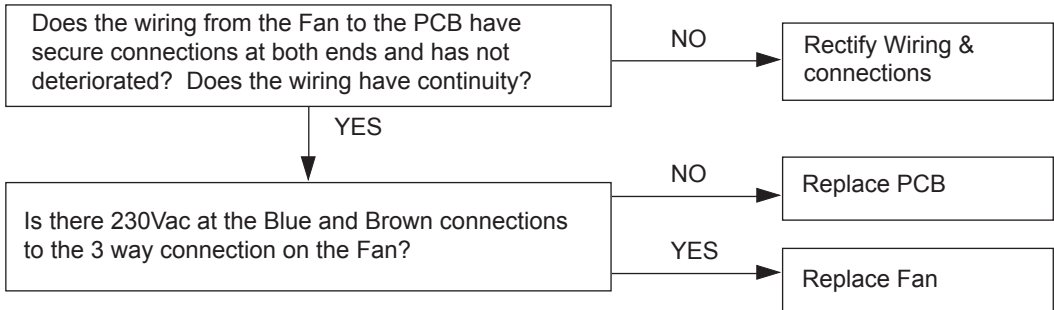 Does the wiring from the Fan to the PCB have
secure connections at both ends and has not
deteriorated? Does the wiring have continuity?
NO
Rectify Wiring &
connections
YES
Is there 230Vac at the Blue and Brown connections
to the 3 way connection on the Fan?
NO
Replace PCB
YES
Replace Fan